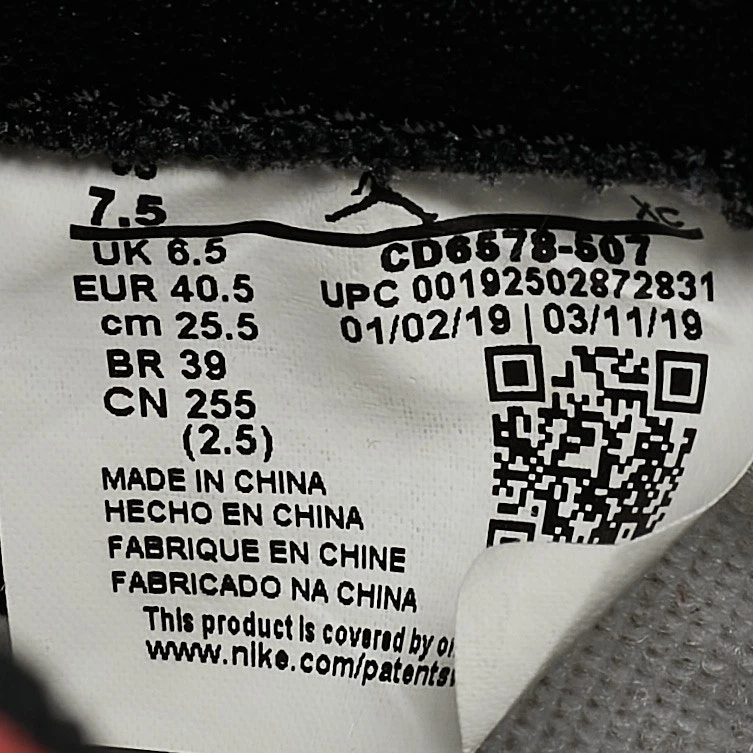 7.5
XC
UK 6.5
CD6578-507
EUR 40.5
UPC 00192502872831
cm 25.5
01/02/19 | 03/11/19
BR 39
CN 255
(2.5)
MADE IN CHINA
HECHO EN CHINA
FABRIQUE EN CHINE
FABRICADO NA CHINA
This product is covered by
www.nike.com/patents